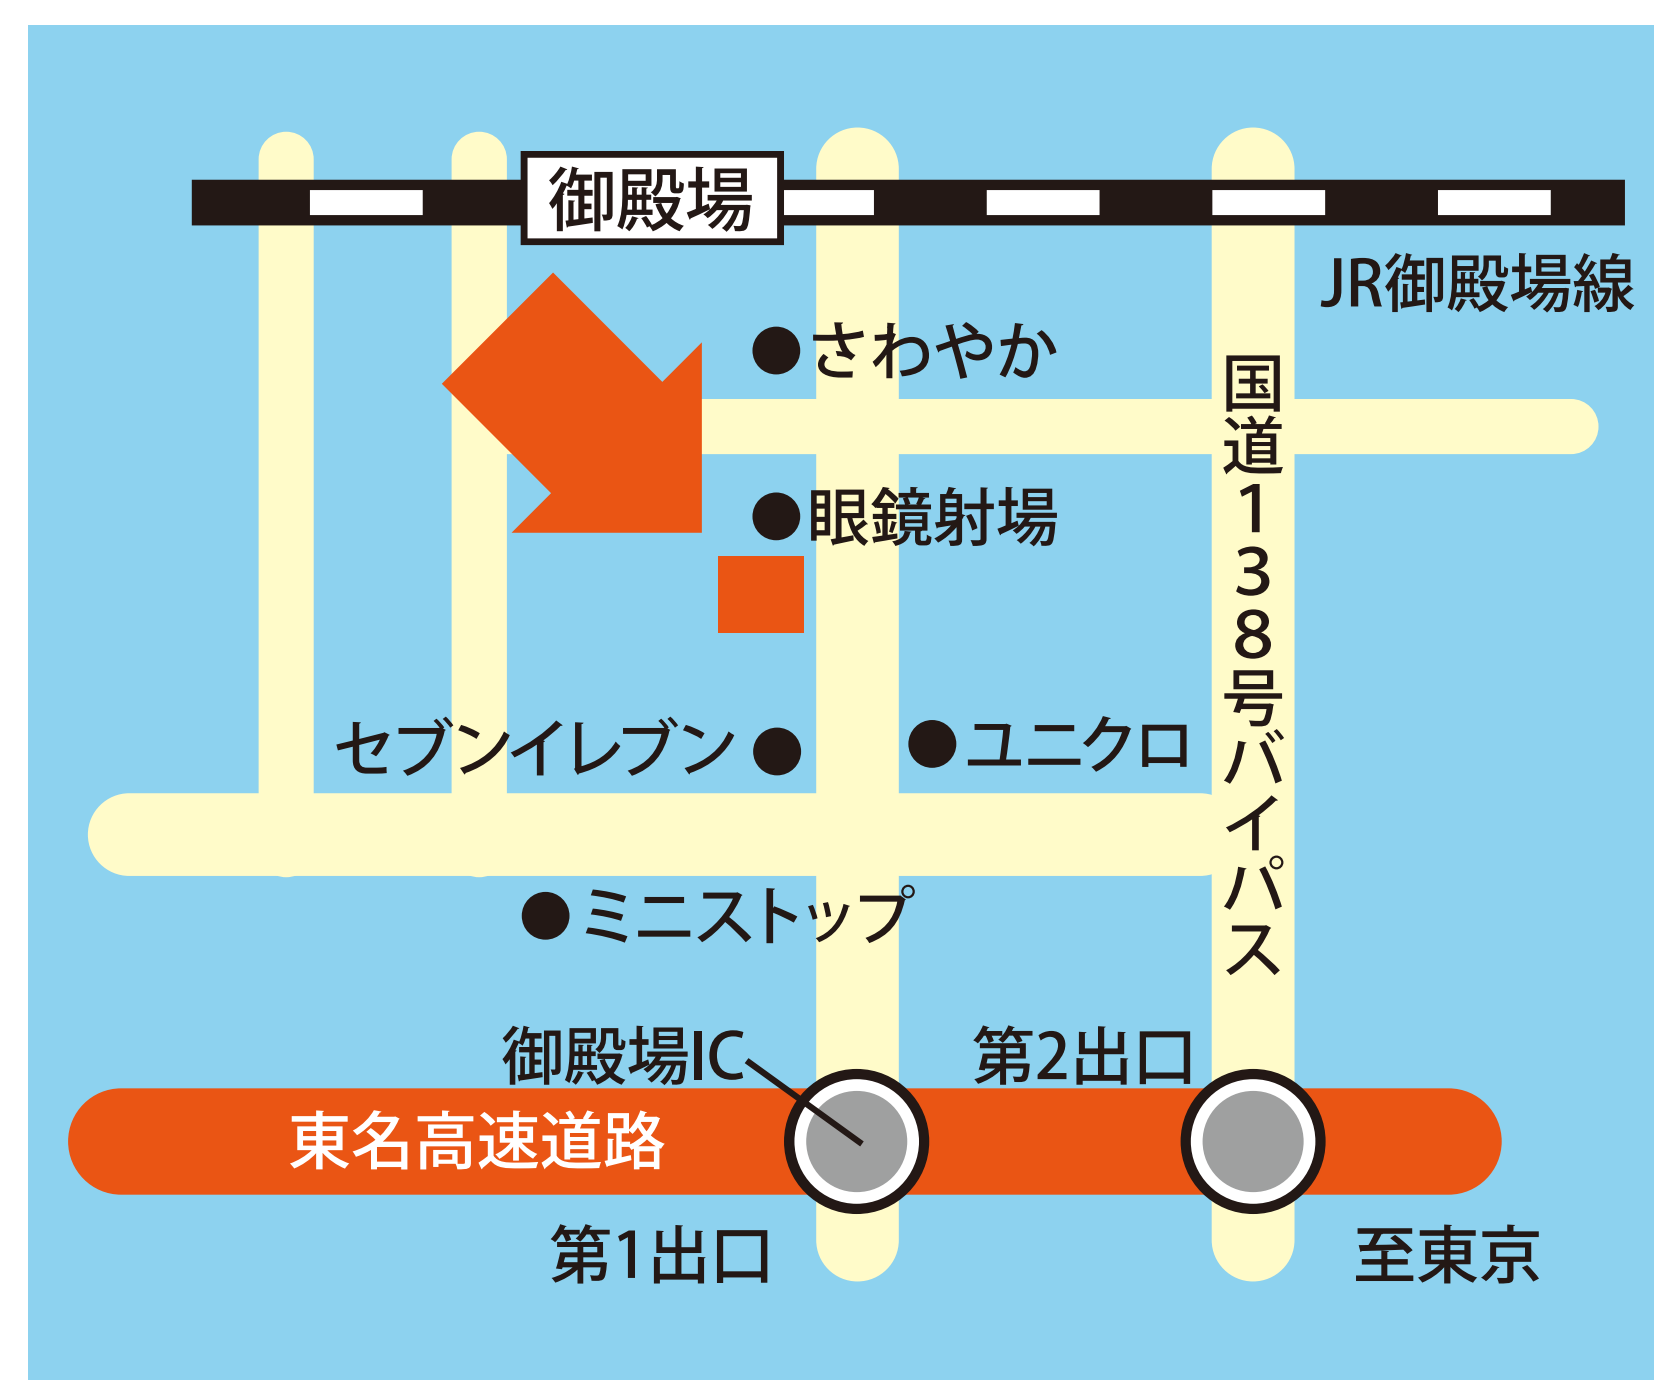 御殿場
JR御殿場線
さわやか
国道138号バイパス
眼鏡射場
セブンイレブン
ユニクロ
ミニストップ
御殿場IC
第2出口
東名高速道路
第1出口
至東京